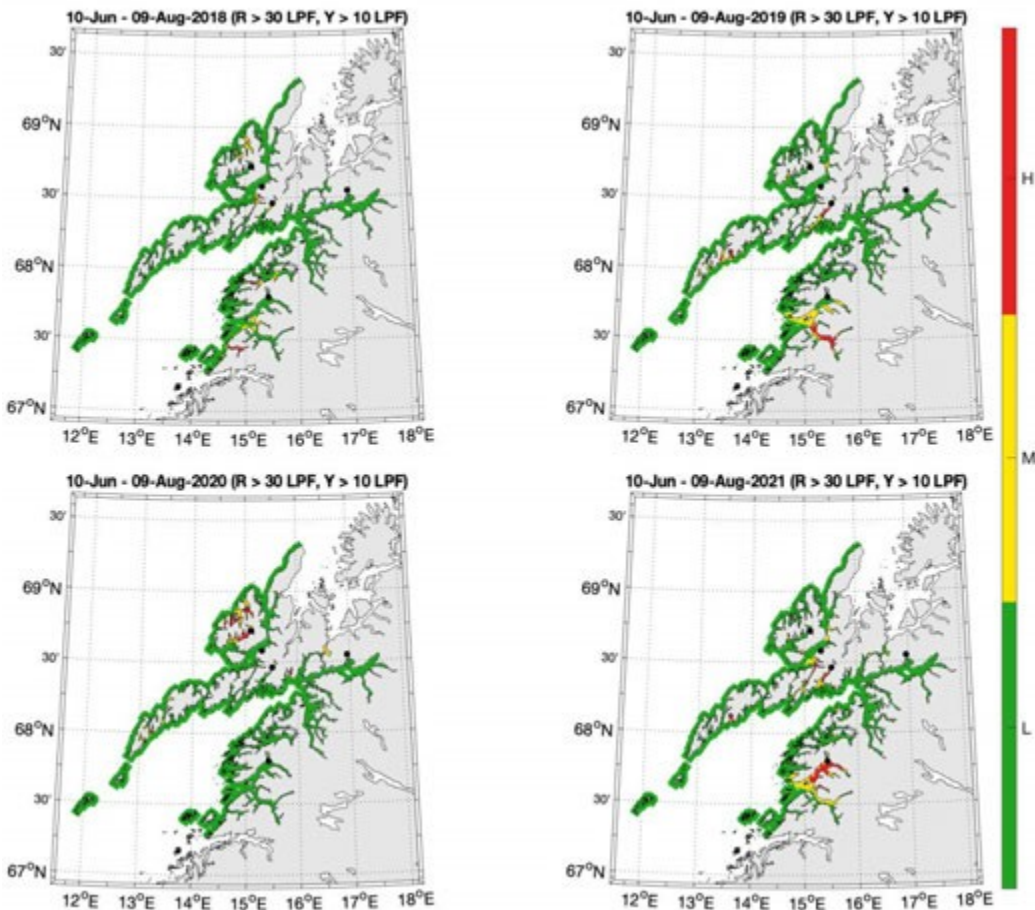 10-Jun - 09-Aug-2018 (R > 30 LPF, Y > 10 LPF)
30'
69°N
30'
68°N
30'
67°N
12°E 13°E 14°E 15°E 16°E 17°E 18°E
10-Jun - 09-Aug-2019 (R > 30 LPF, Y > 10 LPF)
30'
69°N
30'
68°N
30'
67°N
12°E 13°E 14°E 15°E 16°E 17°E 18°E
H
M
L
10-Jun - 09-Aug-2020 (R > 30 LPF, Y > 10 LPF)
30'
69°N
30'
68°N
30'
67°N
12°E 13°E 14°E 15°E 16°E 17°E 18°E
10-Jun - 09-Aug-2021 (R > 30 LPF, Y > 10 LPF)
30'
69°N
30'
68°N
30'
67°N
12°E 13°E 14°E 15°E 16°E 17°E 18°E